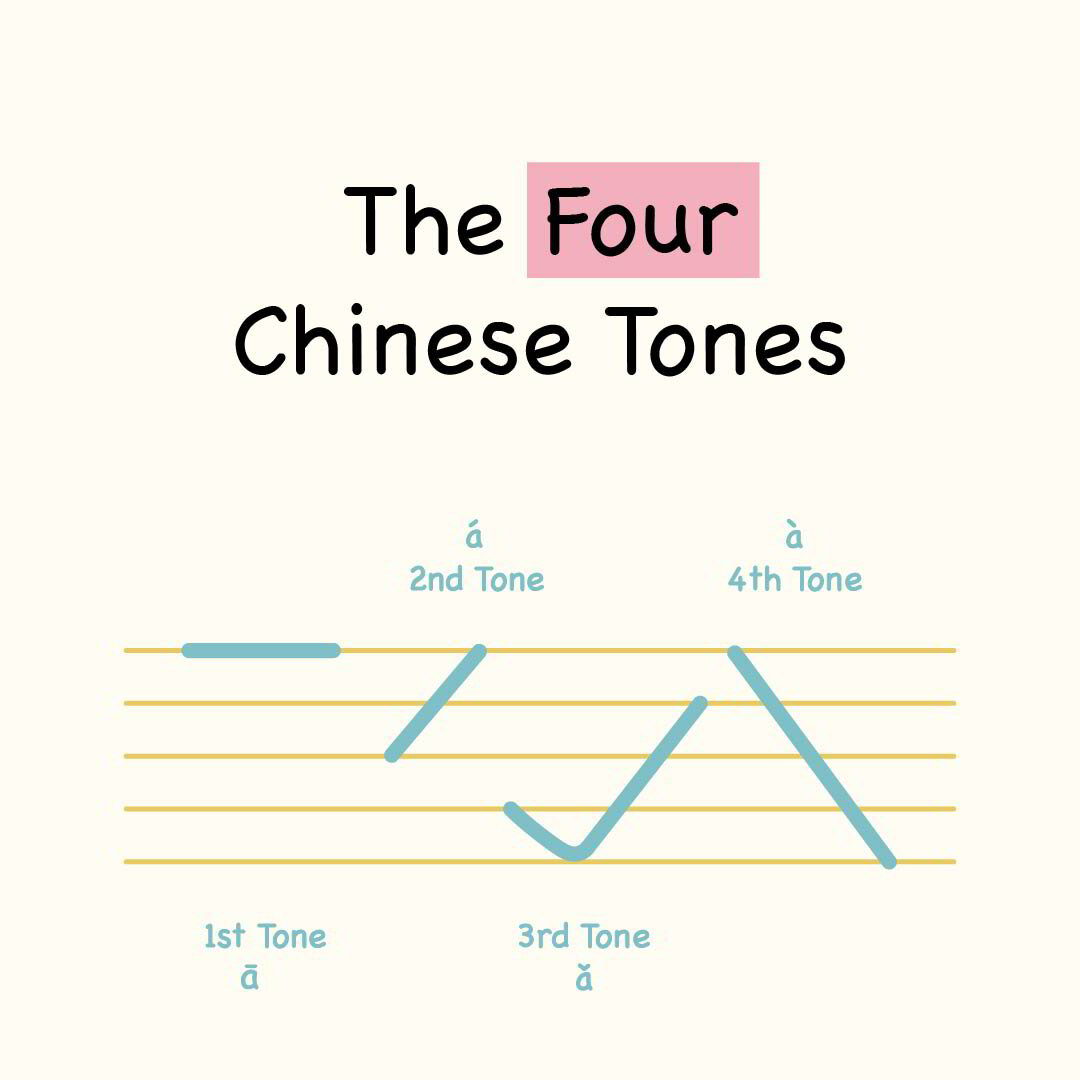 The Four
Chinese Tones
á
2nd Tone
à
4th Tone
1st Tone
ā
3rd Tone
ǎ